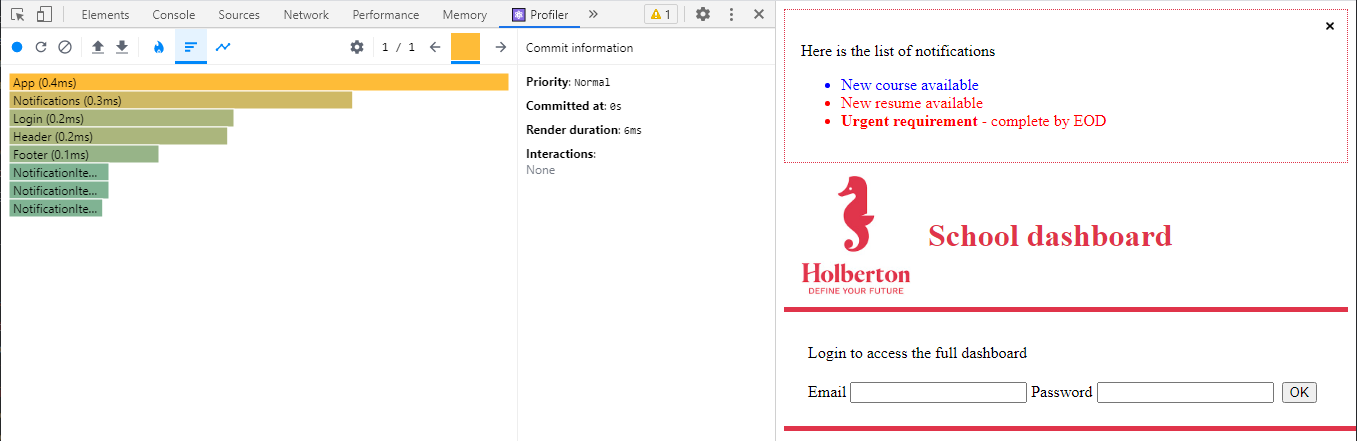 Elements Console Sources Network Performance Memory Profiler » 1
1 / 1
App (0.4ms)
Notifications (0.3ms)
Login (0.2ms)
Header (0.2ms)
Footer (0.1ms)
NotificationIte...
NotificationIte...
NotificationIte...
Commit information
Priority: Normal
Committed at: 0s
Render duration: 6ms
Interactions:
None
Here is the list of notifications
New course available
New resume available
Urgent requirement - complete by EOD
Holberton
DEFINE YOUR FUTURE
School dashboard
Login to access the full dashboard
Email Password OK